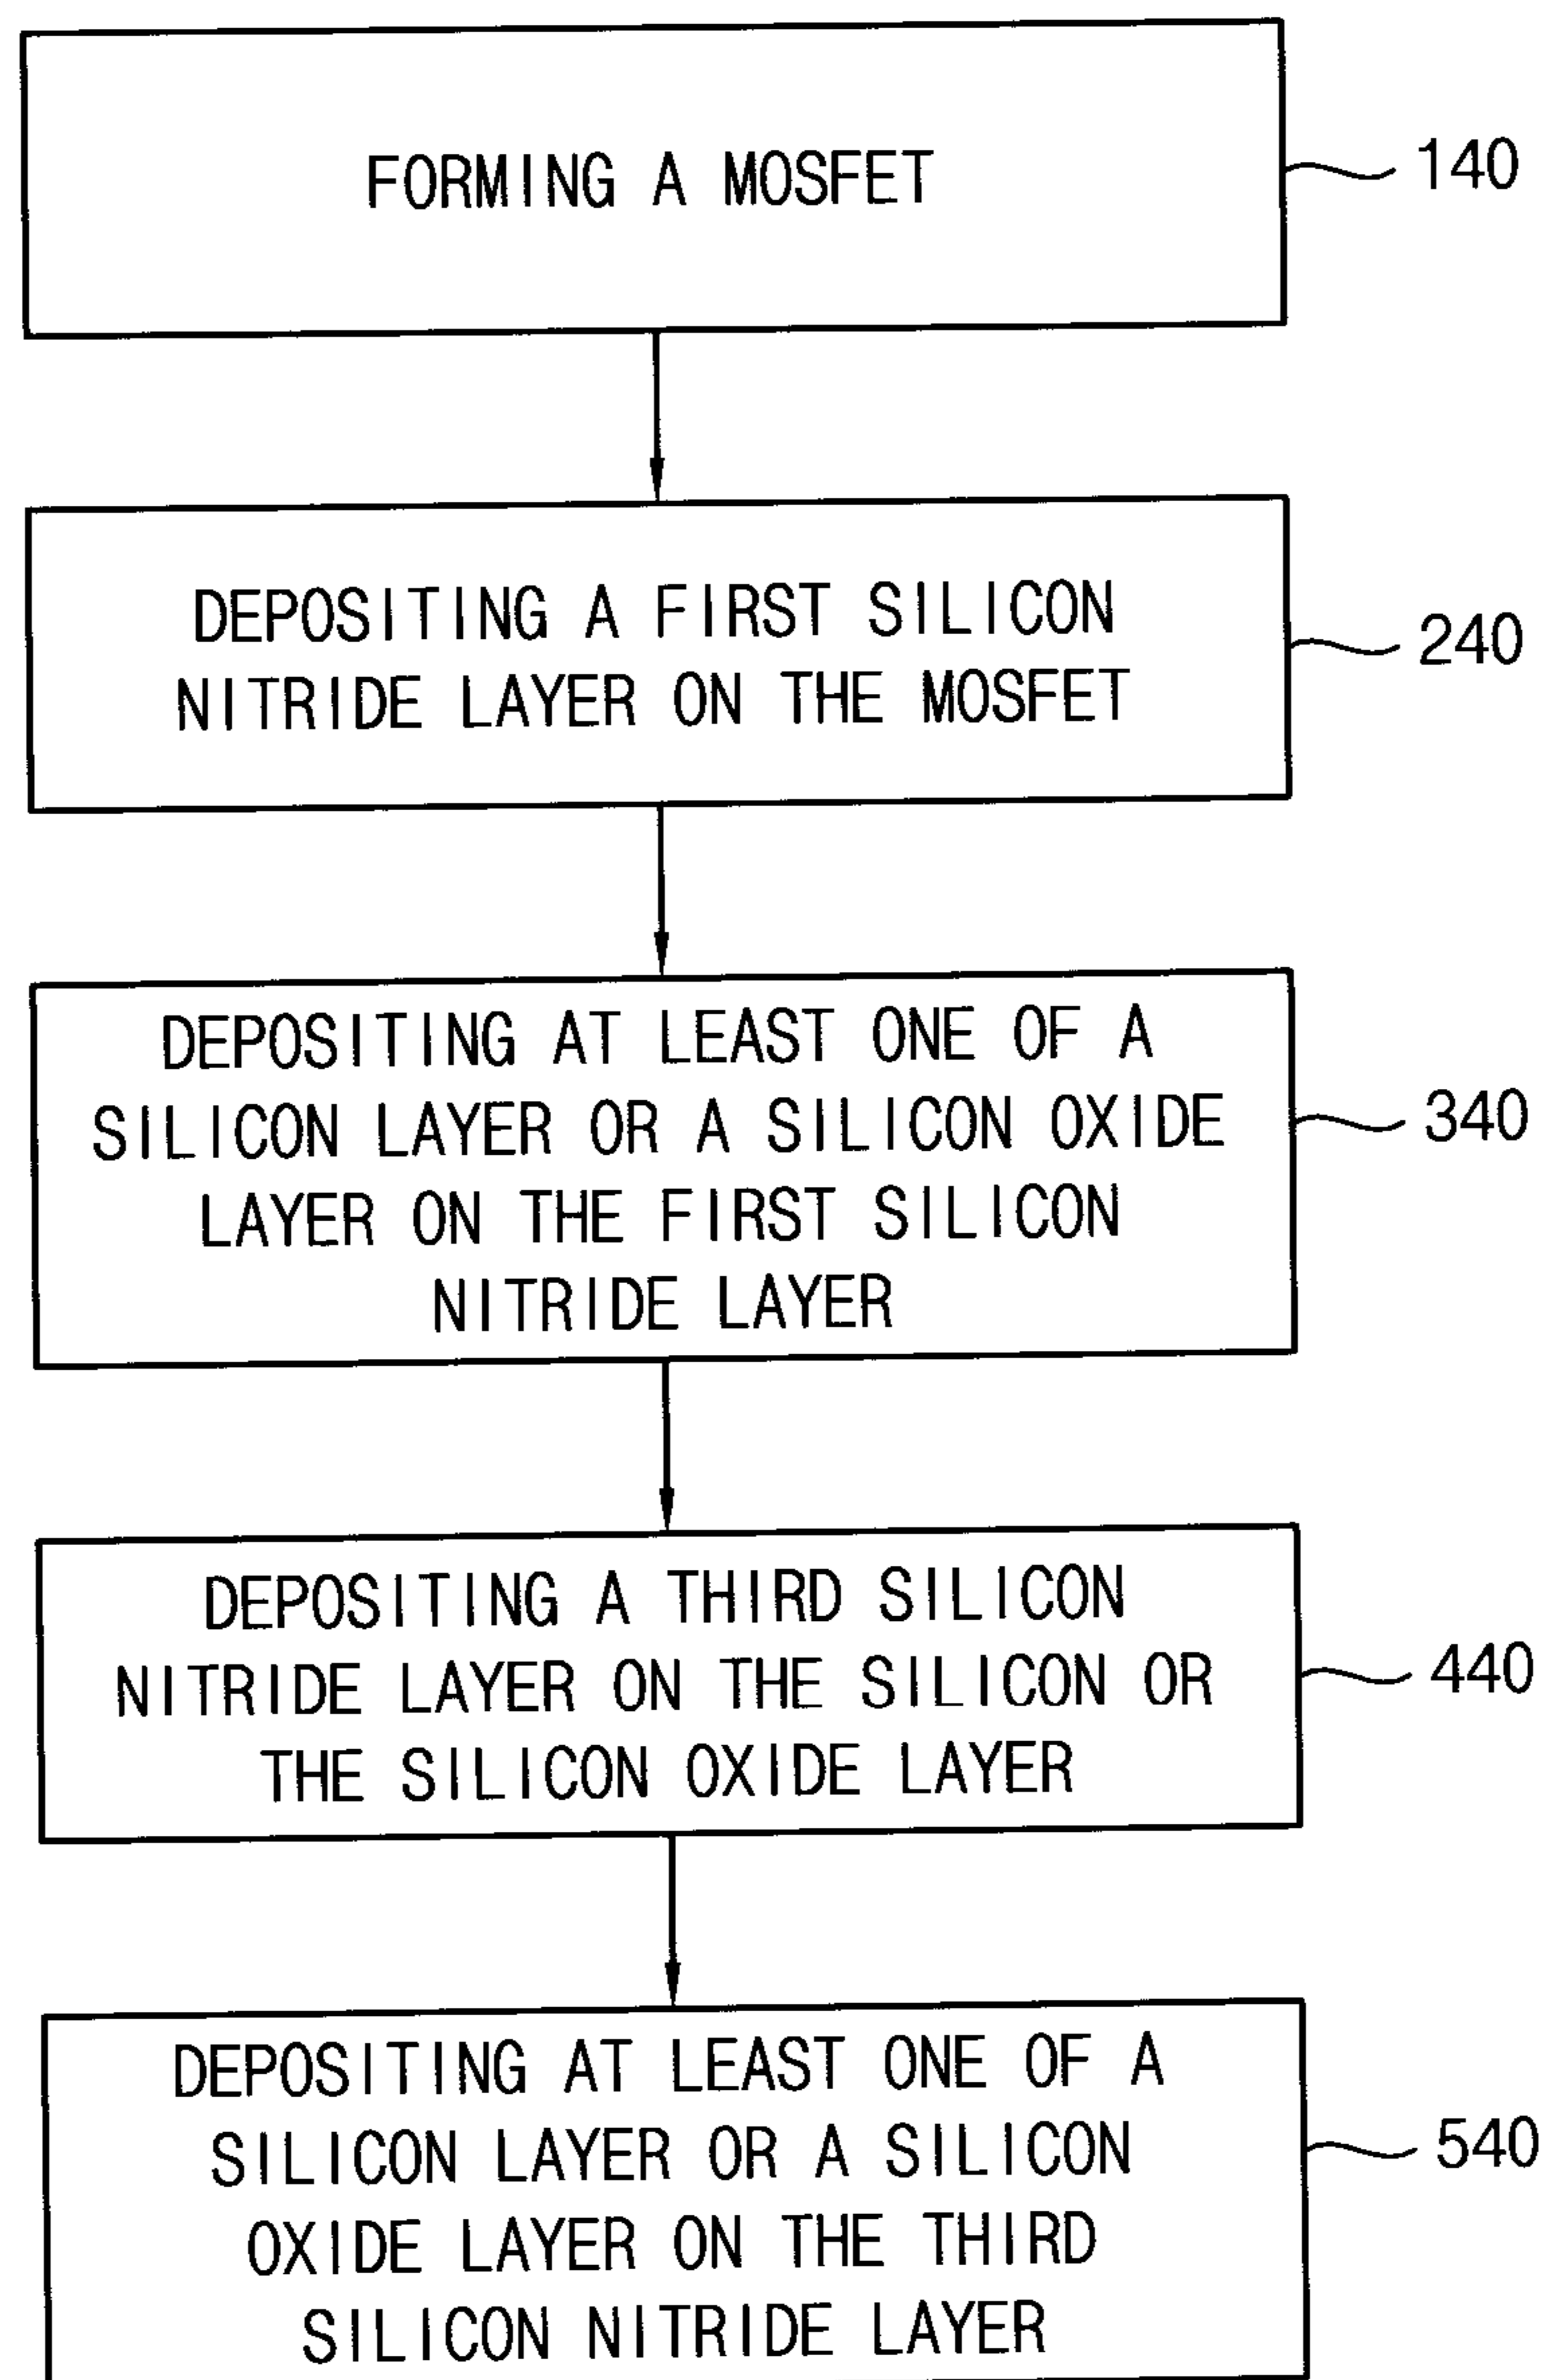 FORMING A MOSFET
140
DEPOSITING A FIRST SILICON
NITRIDE LAYER ON THE MOSFET
240
DEPOSITING AT LEAST ONE OF A
SILICON LAYER OR A SILICON OXIDE
LAYER ON THE FIRST SILICON
NITRIDE LAYER
340
DEPOSITING A THIRD SILICON
NITRIDE LAYER ON THE SILICON OR
THE SILICON OXIDE LAYER
440
DEPOSITING AT LEAST ONE OF A
SILICON LAYER OR A SILICON
OXIDE LAYER ON THE THIRD
SILICON NITRIDE LAYER
540